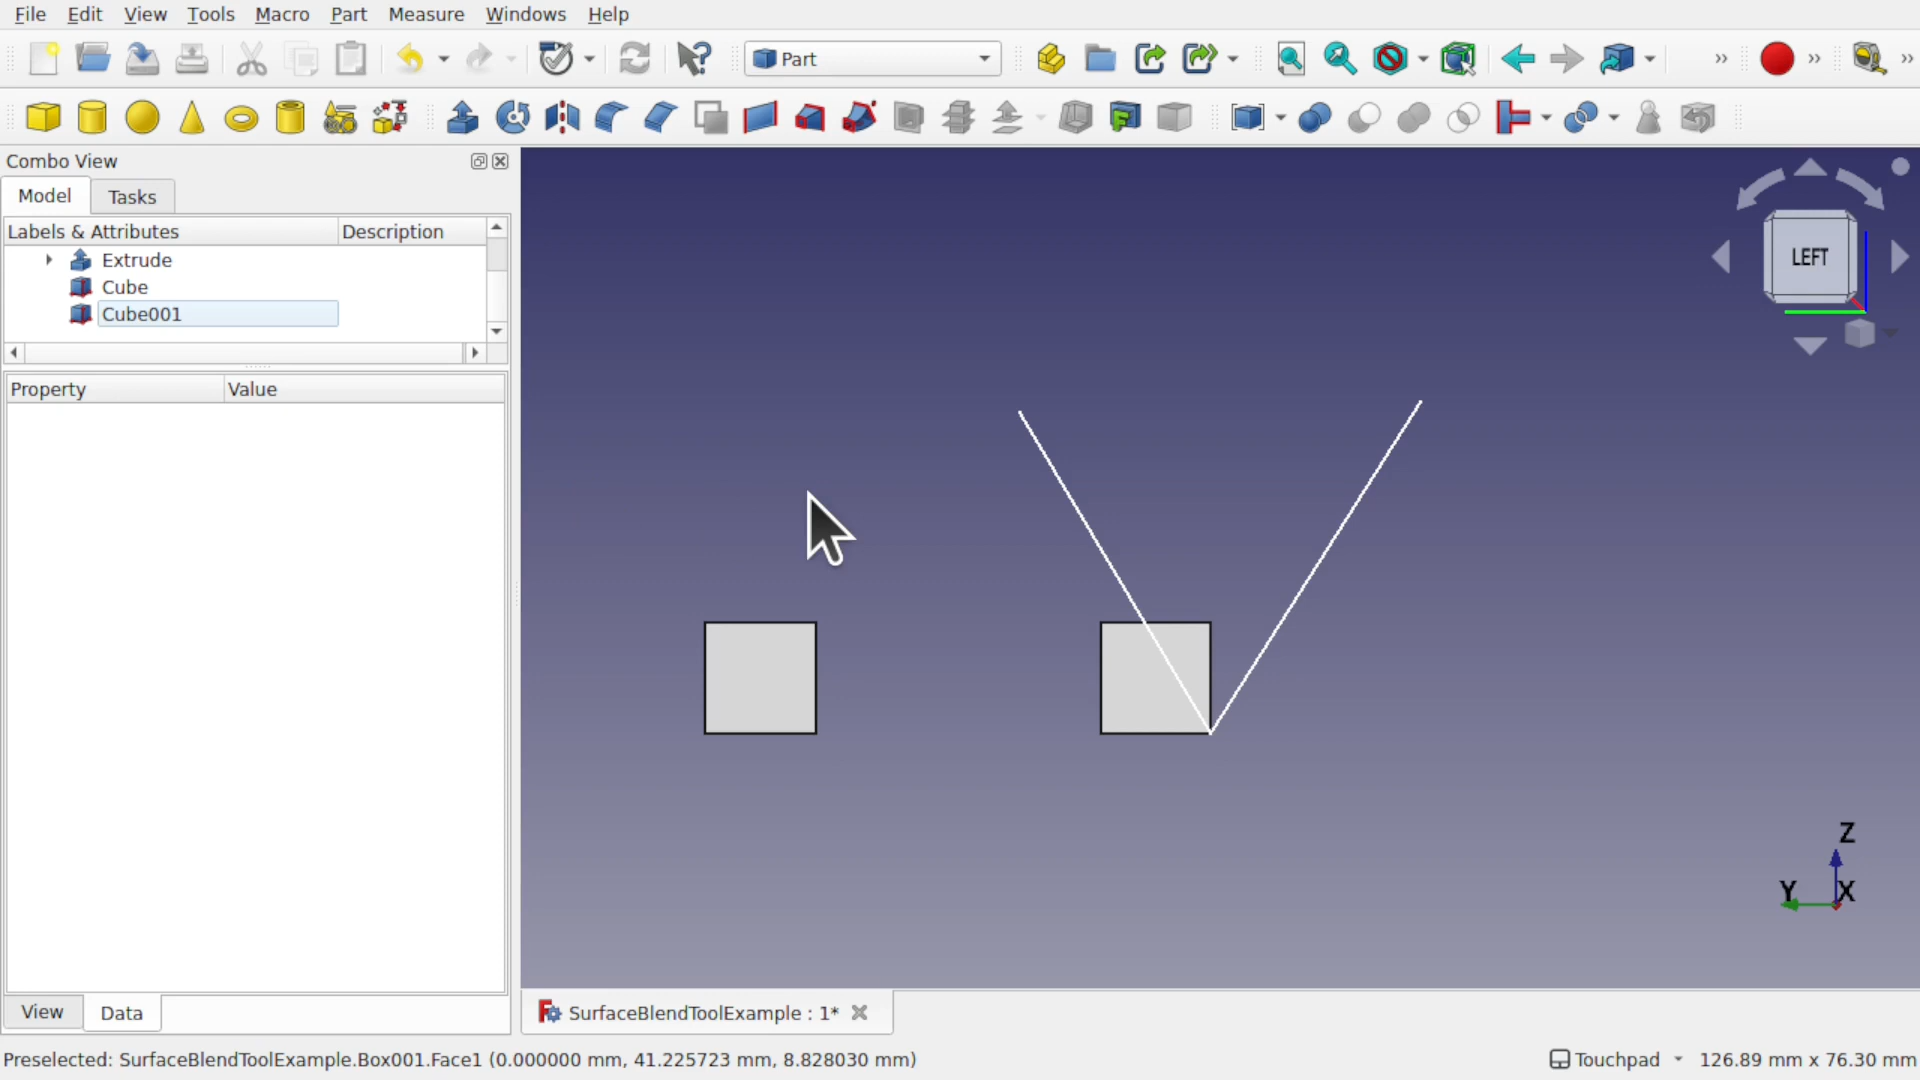 File Edit View Tools Macro Part Measure Windows Help
Part
Combo View
Model Tasks
Labels & Attributes Description
Extrude
Cube
Cube001
Property Value
LEFT
Z
Y X
View Data
SurfaceBlendToolExample : 1*
Preselected: SurfaceBlendToolExample.Box001.Face1 (0.000000 mm, 41.225723 mm, 8.828030 mm) Touchpad 126.89 mm x 76.30 mm